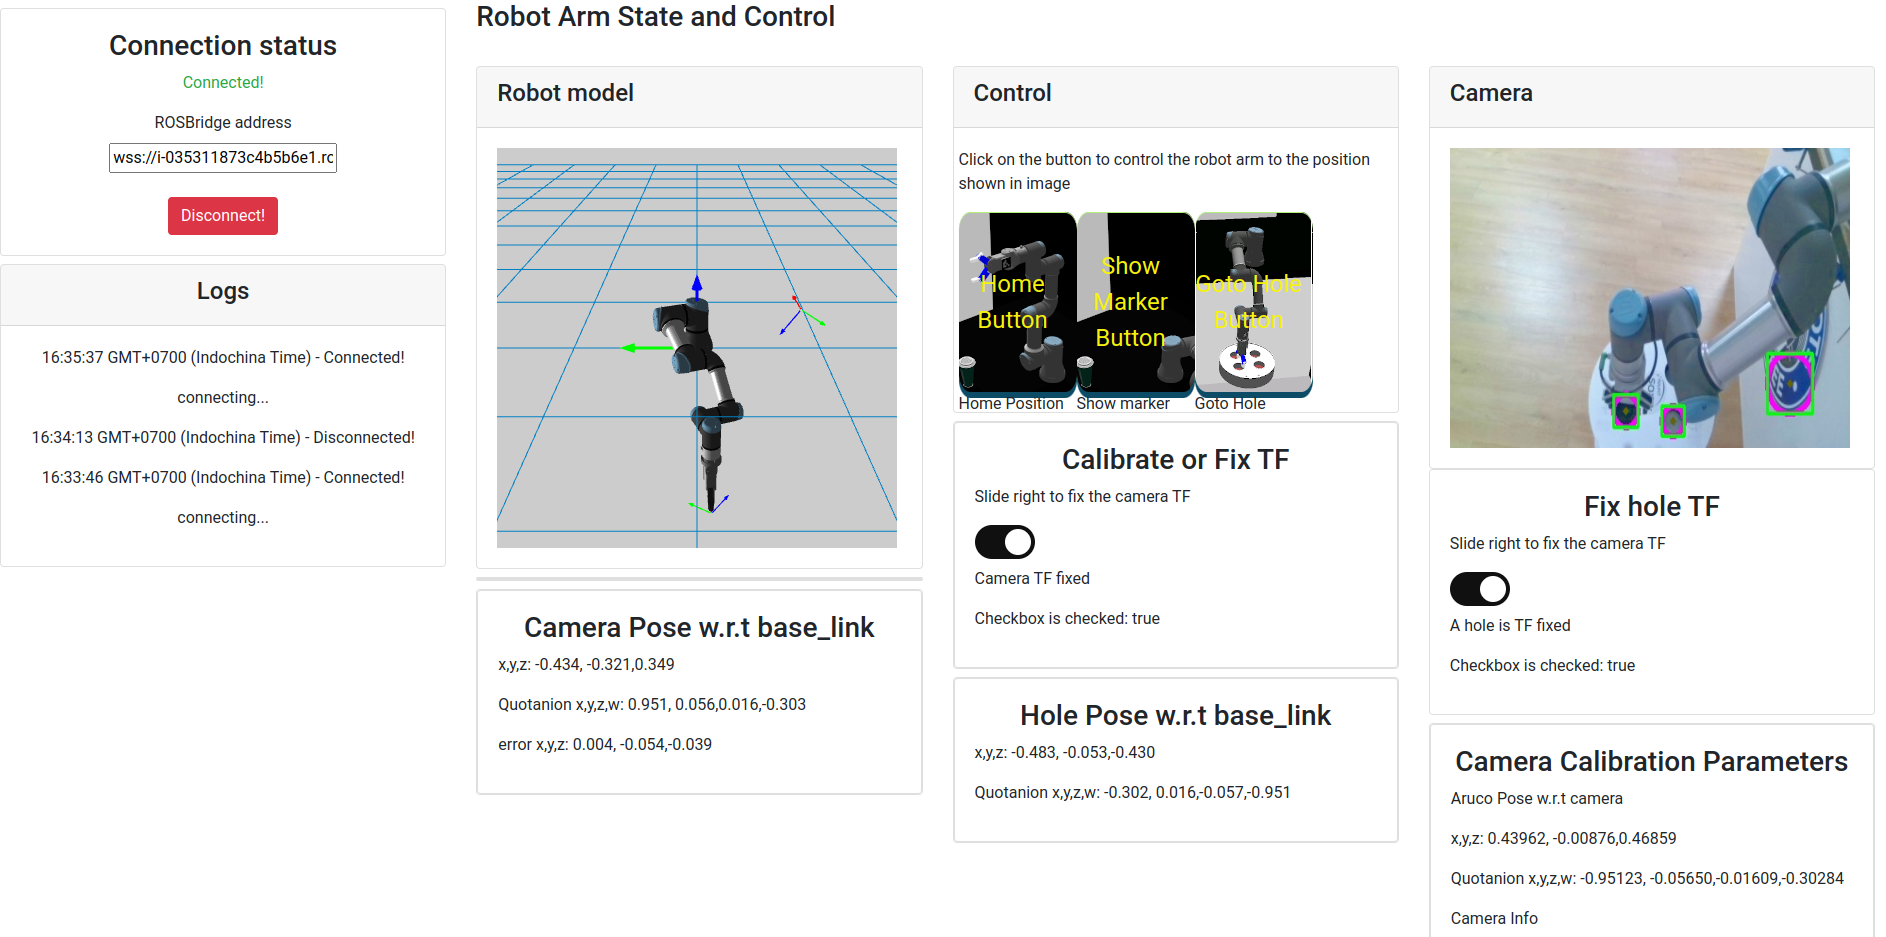 Robot Arm State and Control
Connection status
Connected!
ROSBridge address
wss://i-035311873c4b5b6e1.rc
Disconnect!
Logs
16:35:37 GMT+0700 (Indochina Time) - Connected!
connecting...
16:34:13 GMT+0700 (Indochina Time) - Disconnected!
16:33:46 GMT+0700 (Indochina Time) - Connected!
connecting...
Robot model
Camera Pose w.r.t base_link
x,y,z: -0.434, -0.321,0.349
Quotanion x,y,z,w: 0.951, 0.056,0.016,-0.303
error x,y,z: 0.004, -0.054,-0.039
Control
Click on the button to control the robot arm to the position
shown in image
Home
Button
Show
Marker
Button
Goto Hole
Button
Home Position
Show marker
Goto Hole
Calibrate or Fix TF
Slide right to fix the camera TF
Camera TF fixed
Checkbox is checked: true
Hole Pose w.r.t base_link
x,y,z: -0.483, -0.053,-0.430
Quotanion x,y,z,w: -0.302, 0.016,-0.057,-0.951
Camera
Fix hole TF
Slide right to fix the camera TF
A hole is TF fixed
Checkbox is checked: true
Camera Calibration Parameters
Aruco Pose w.r.t camera
x,y,z: 0.43962, -0.00876,0.46859
Quotanion x,y,z,w: -0.95123, -0.05650,-0.01609,-0.30284
Camera Info